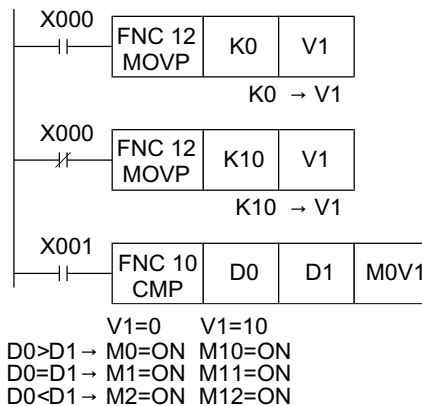 X000
FNC 12 MOVP K0 V1
K0 → V1
X000
FNC 12 MOVP K10 V1
K10 → V1
X001
FNC 10 CMP D0 D1 M0V1
V1=0 V1=10
D0>D1→ M0=ON M10=ON
D0=D1→ M1=ON M11=ON
D0<D1→ M2=ON M12=ON